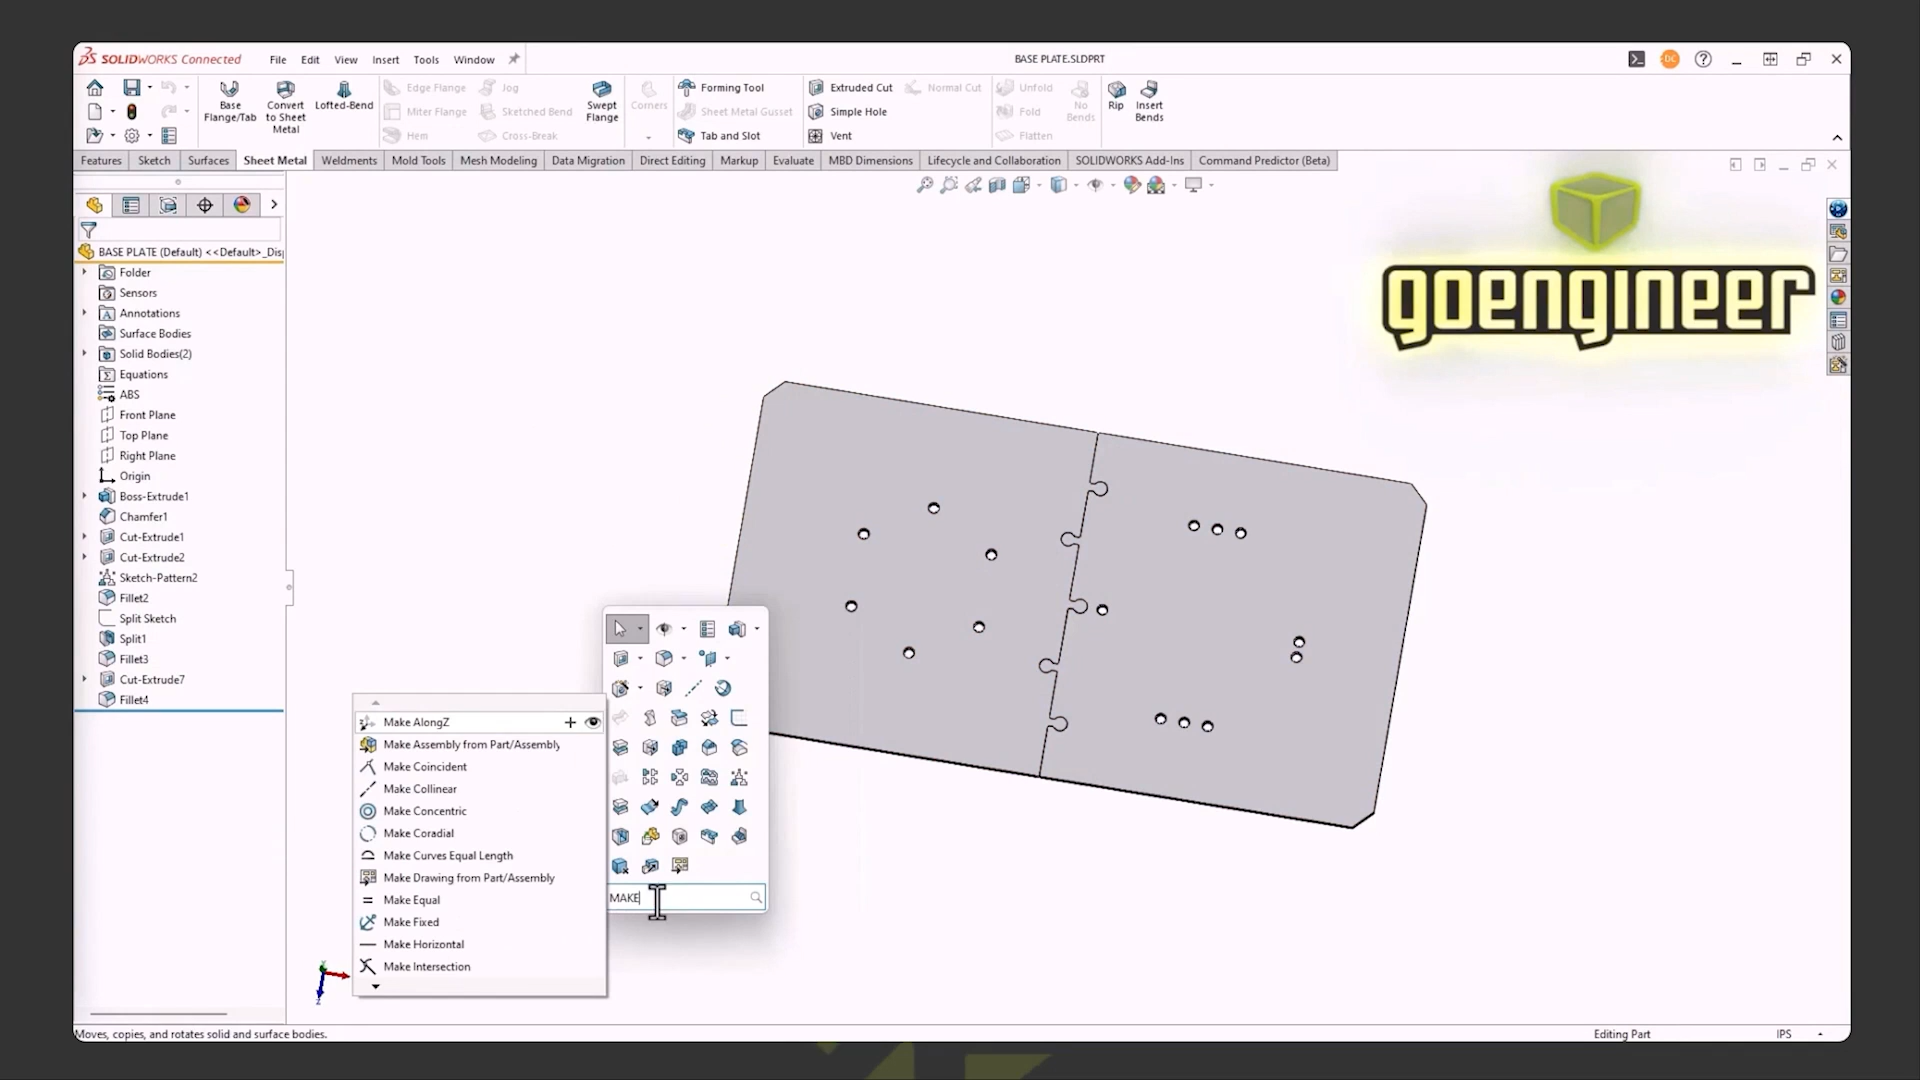 SOLIDWORKS Connected
File Edit View Insert Tools Window
BASE PLATE.SLDPRT
DC
Base Flange/Tab
Convert to Sheet Metal
Lofted-Bend
Edge Flange
Miter Flange
Hem
Jog
Sketched Bend
Cross-Break
Swept Flange
Corners
Forming Tool
Sheet Metal Gusset
Tab and Slot
Extruded Cut
Simple Hole
Vent
Normal Cut
Unfold
Fold
Flatten
No Bends
Rip
Insert Bends
Features Sketch Surfaces Sheet Metal Weldments Mold Tools Mesh Modeling Data Migration Direct Editing Markup Evaluate MBD Dimensions Lifecycle and Collaboration SOLIDWORKS Add-Ins Command Predictor (Beta)
goengineer
BASE PLATE (Default) <<Default>_Disp
Folder
Sensors
Annotations
Surface Bodies
Solid Bodies(2)
Equations
ABS
Front Plane
Top Plane
Right Plane
Origin
Boss-Extrude1
Chamfer1
Cut-Extrude1
Cut-Extrude2
Sketch-Pattern2
Fillet2
Split Sketch
Split1
Fillet3
Cut-Extrude7
Fillet4
Make AlongZ
Make Assembly from Part/Assembly
Make Coincident
Make Collinear
Make Concentric
Make Coradial
Make Curves Equal Length
Make Drawing from Part/Assembly
Make Equal
Make Fixed
Make Horizontal
Make Intersection
MAKE
Moves, copies, and rotates solid and surface bodies.
Editing Part
IPS